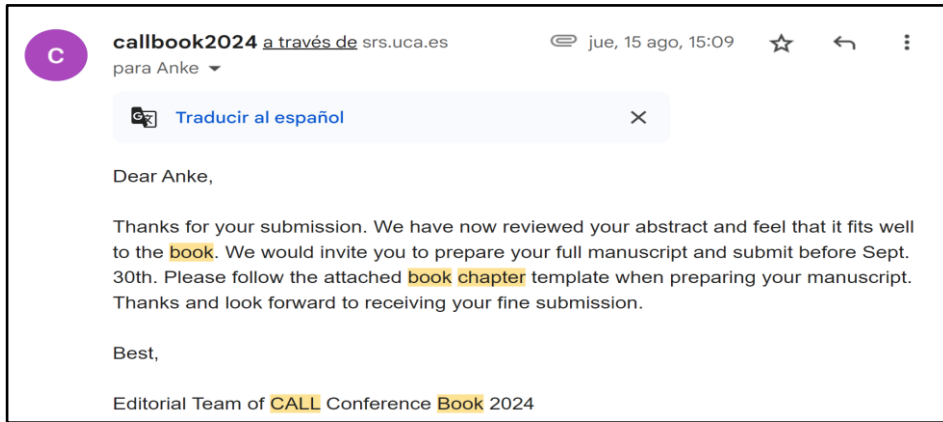 C
callbook2024 a través de srs.uca.es jue, 15 ago, 15:09
para Anke
Traducir al español
Dear Anke,
Thanks for your submission. We have now reviewed your abstract and feel that it fits well
to the book. We would invite you to prepare your full manuscript and submit before Sept.
30th. Please follow the attached book chapter template when preparing your manuscript.
Thanks and look forward to receiving your fine submission.
Best,
Editorial Team of CALL Conference Book 2024